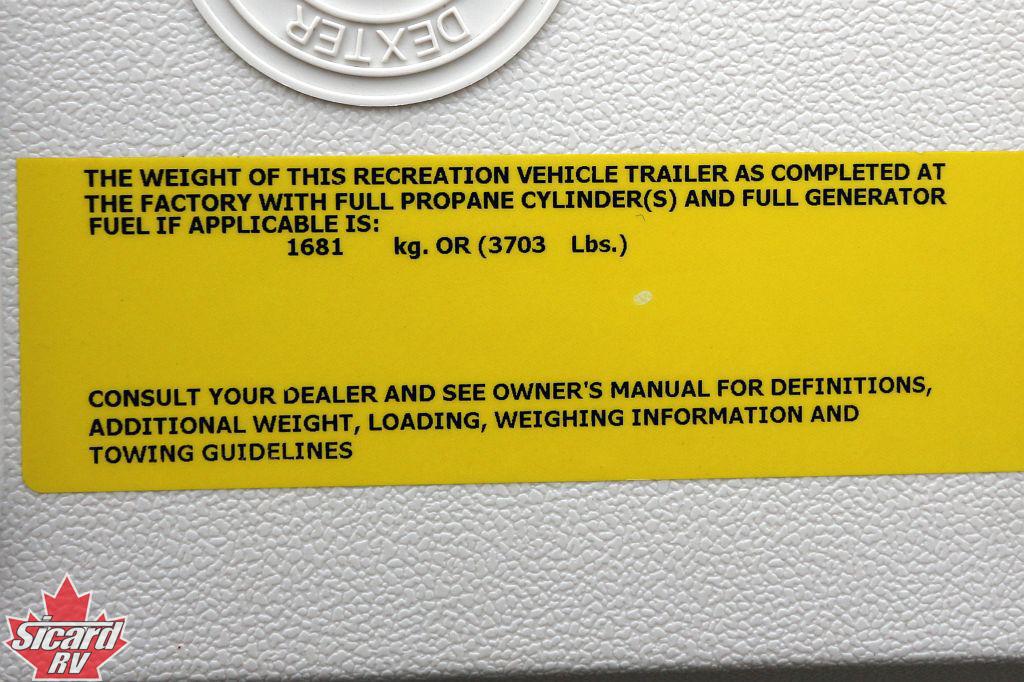 DEXTER
THE WEIGHT OF THIS RECREATION VEHICLE TRAILER AS COMPLETED AT
THE FACTORY WITH FULL PROPANE CYLINDER(S) AND FULL GENERATOR
FUEL IF APPLICABLE IS:
1681 kg. OR (3703 Lbs.)
CONSULT YOUR DEALER AND SEE OWNER'S MANUAL FOR DEFINITIONS,
ADDITIONAL WEIGHT, LOADING, WEIGHING INFORMATION AND
TOWING GUIDELINES
Sicard
RV